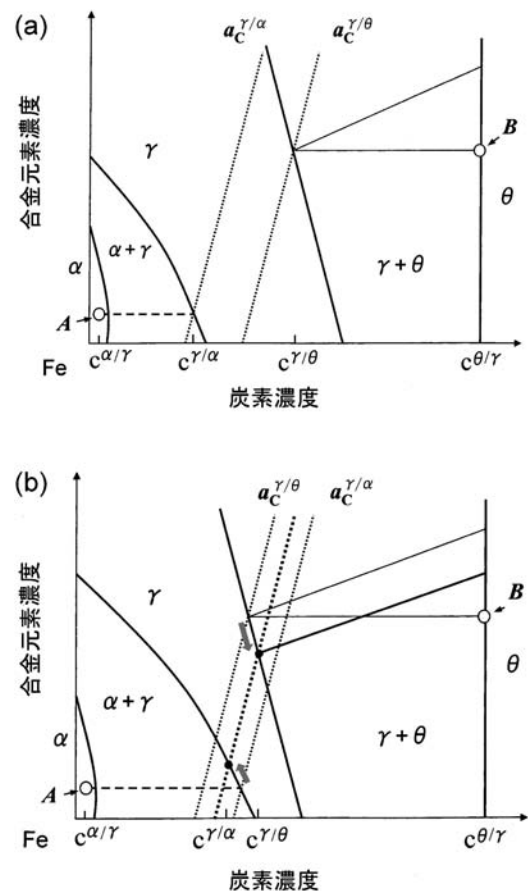 (a)
a_C^γ/α a_C^γ/θ
合金元素濃度
γ
B
α
α+γ
γ+θ
θ
A
Fe
c^α/γ c^γ/α c^γ/θ c^θ/γ
炭素濃度
(b)
a_C^γ/θ a_C^γ/α
合金元素濃度
γ
B
α
α+γ
γ+θ
θ
A
Fe
c^α/γ c^γ/α c^γ/θ c^θ/γ
炭素濃度